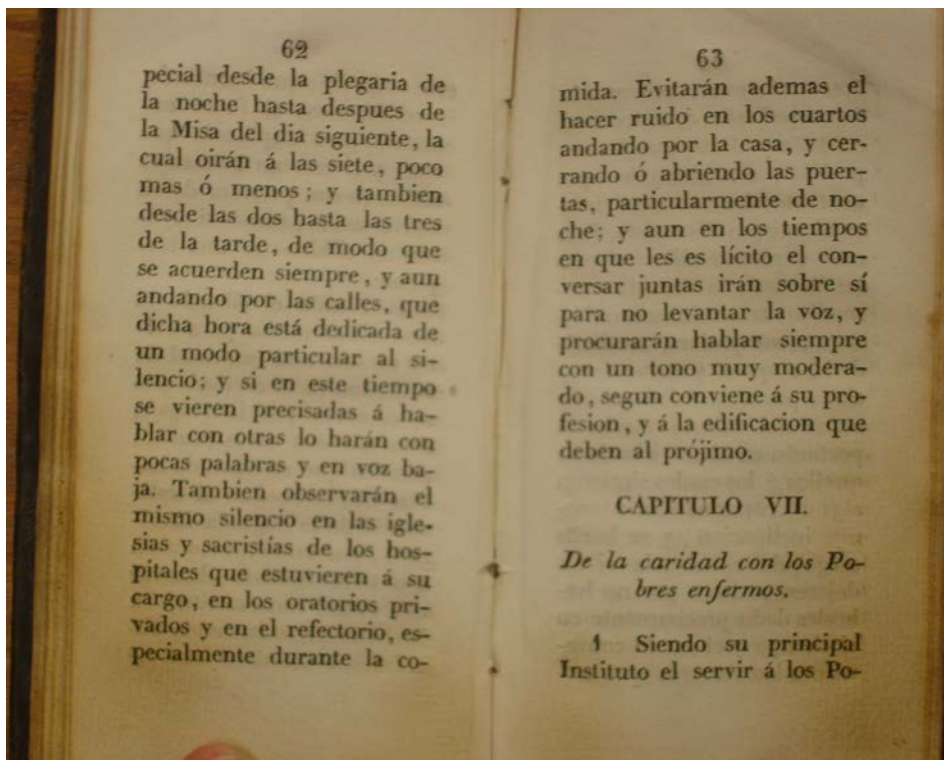 62
pecial desde la plegaria de
la noche hasta despues de
la Misa del dia siguiente, la
cual oirán á las siete, poco
mas ó menos; y tambien
desde las dos hasta las tres
de la tarde, de modo que
se acuerden siempre, y aun
andando por las calles, que
dicha hora está dedicada de
un modo particular al si-
lencio; y si en este tiempo
se vieren precisadas á ha-
blar con otras lo harán con
pocas palabras y en voz ba-
ja. Tambien observarán el
mismo silencio en las igle-
sias y sacristías de los hos-
pitales que estuvieren á su
cargo, en los oratorios pri-
vados y en el refectorio, es-
pecialmente durante la co-
63
mida. Evitarán ademas el
hacer ruido en los cuartos
andando por la casa, y cer-
rando ó abriendo las puer-
tas, particularmente de no-
che; y aun en los tiempos
en que les es lícito el con-
versar juntas irán sobre sí
para no levantar la voz, y
procurarán hablar siempre
con un tono muy modera-
do, segun conviene á su pro-
fesion, y á la edificacion que
deben al prójimo.
CAPITULO VII.
De la caridad con los Po-
bres enfermos.
1 Siendo su principal
Instituto el servir á los Po-